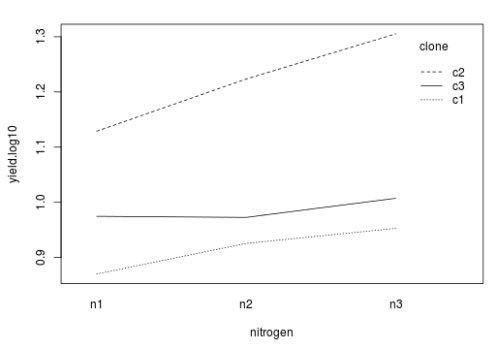 1.3
1.2
1.1
1.0
0.9
yield.log10
clone
c2
c3
c1
n1 n2 n3
nitrogen